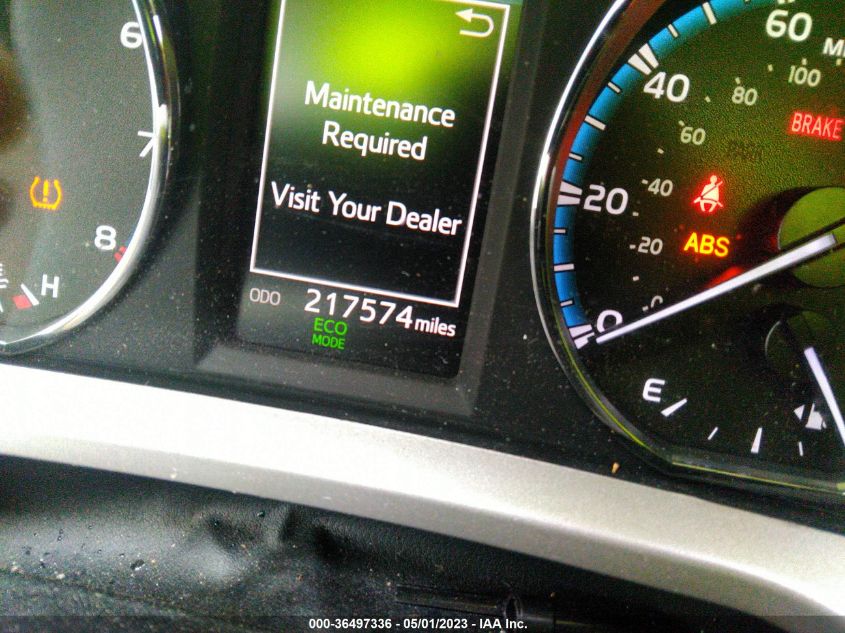 6
7
8
H
Maintenance
Required
Visit Your Dealer
ODO 217574 miles
ECO
MODE
60
40
20
0
100
80
60
40
20
0
BRAKE
ABS
E
000-36497336 - 05/01/2023 - IAA Inc.